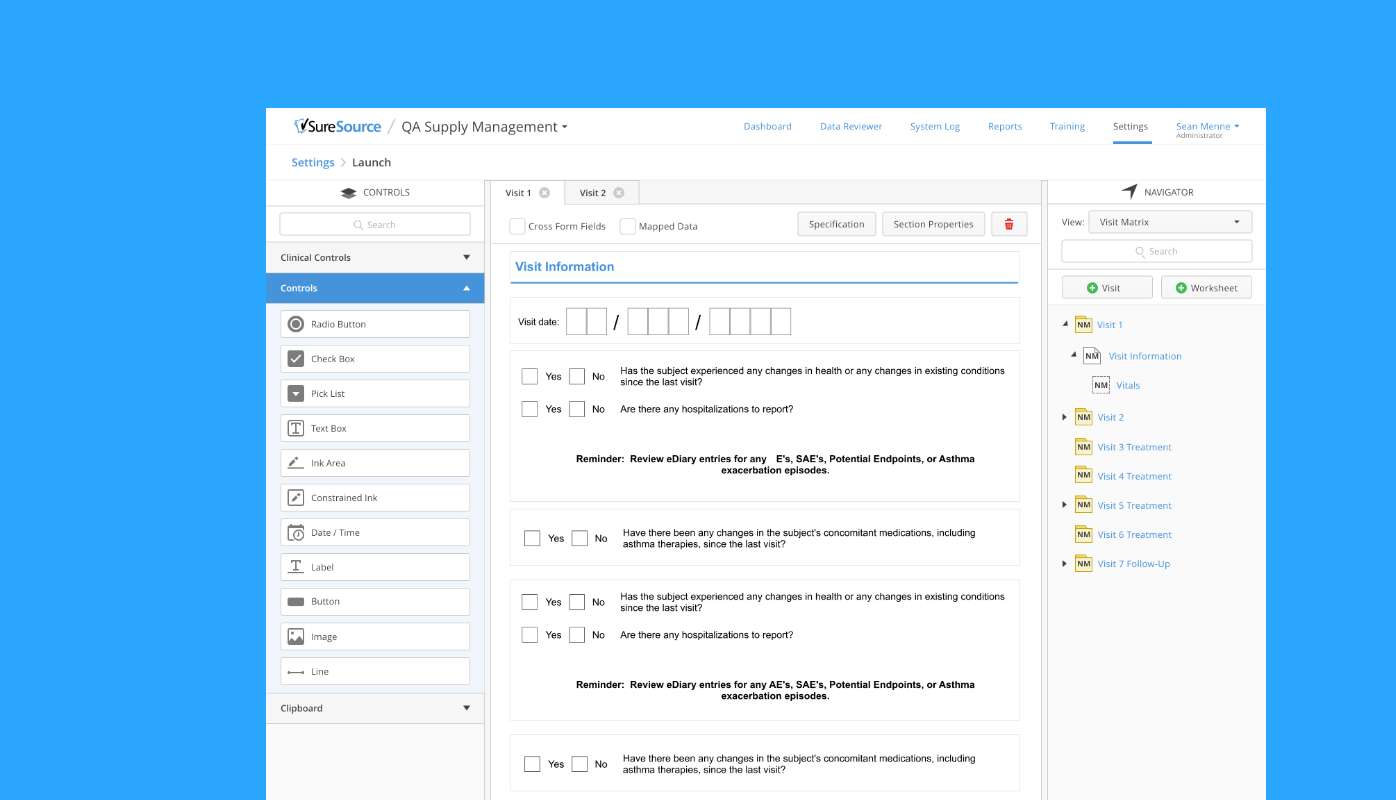 SureSource / QA Supply Management
Dashboard
Data Reviewer
System Log
Reports
Training
Settings
Sean Menne
Administrator
Settings > Launch
CONTROLS
Search
Clinical Controls
Controls
Radio Button
Check Box
Pick List
Text Box
Ink Area
Constrained Ink
Date / Time
Label
Button
Image
Line
Clipboard
Visit 1
Visit 2
Cross Form Fields
Mapped Data
Specification
Section Properties
Visit Information
Visit date: / /
Yes No Has the subject experienced any changes in health or any changes in existing conditions
since the last visit?
Yes No Are there any hospitalizations to report?
Reminder: Review eDiary entries for any E's, SAE's, Potential Endpoints, or Asthma
exacerbation episodes.
Yes No Have there been any changes in the subject's concomitant medications, including
asthma therapies, since the last visit?
Yes No Has the subject experienced any changes in health or any changes in existing conditions
since the last visit?
Yes No Are there any hospitalizations to report?
Reminder: Review eDiary entries for any AE's, SAE's, Potential Endpoints, or Asthma
exacerbation episodes.
Yes No Have there been any changes in the subject's concomitant medications, including
asthma therapies, since the last visit?
NAVIGATOR
View: Visit Matrix
Search
Visit
Worksheet
NM Visit 1
NM Visit Information
NM Vitals
NM Visit 2
NM Visit 3 Treatment
NM Visit 4 Treatment
NM Visit 5 Treatment
NM Visit 6 Treatment
NM Visit 7 Follow-Up